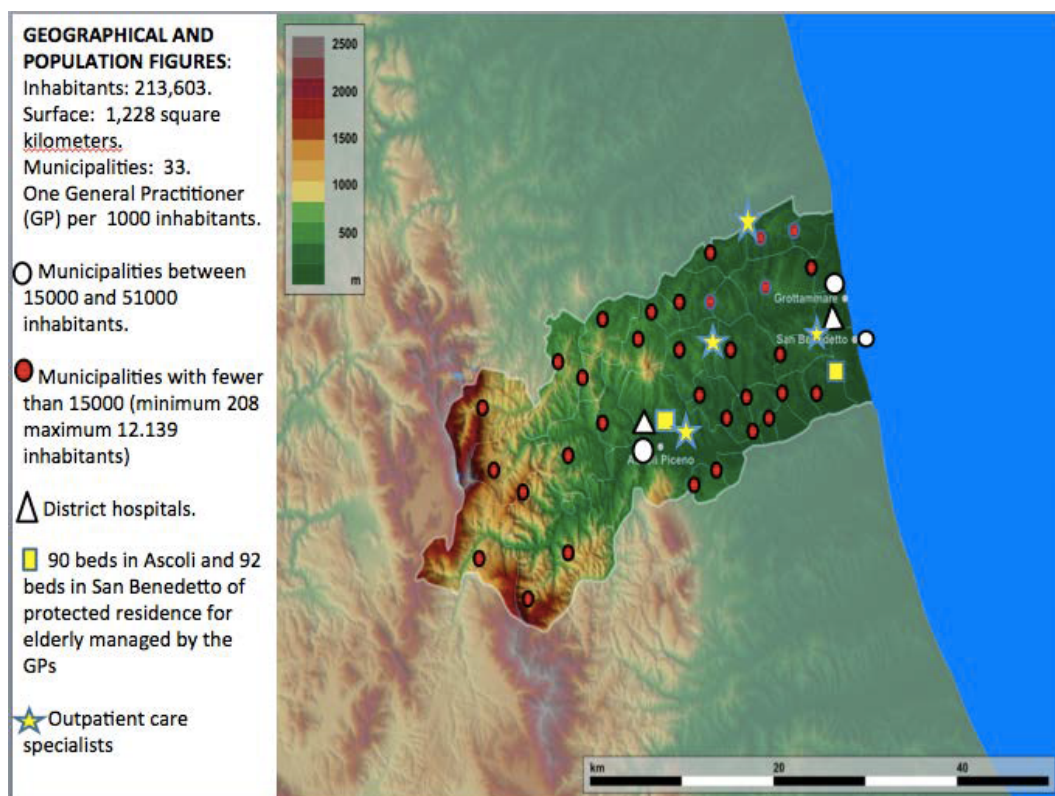 GEOGRAPHICAL AND
POPULATION FIGURES:
Inhabitants: 213,603.
Surface: 1,228 square
kilometers.
Municipalities: 33.
One General Practitioner
(GP) per 1000 inhabitants.
Municipalities between
15000 and 51000
inhabitants.
Municipalities with fewer
than 15000 (minimum 208
maximum 12.139
inhabitants)
District hospitals.
90 beds in Ascoli and 92
beds in San Benedetto of
protected residence for
elderly managed by the
GPs
Outpatient care
specialists
2500
2000
1500
1000
500
m
Grottammare
San Benedetto
Piceno
km
20
40